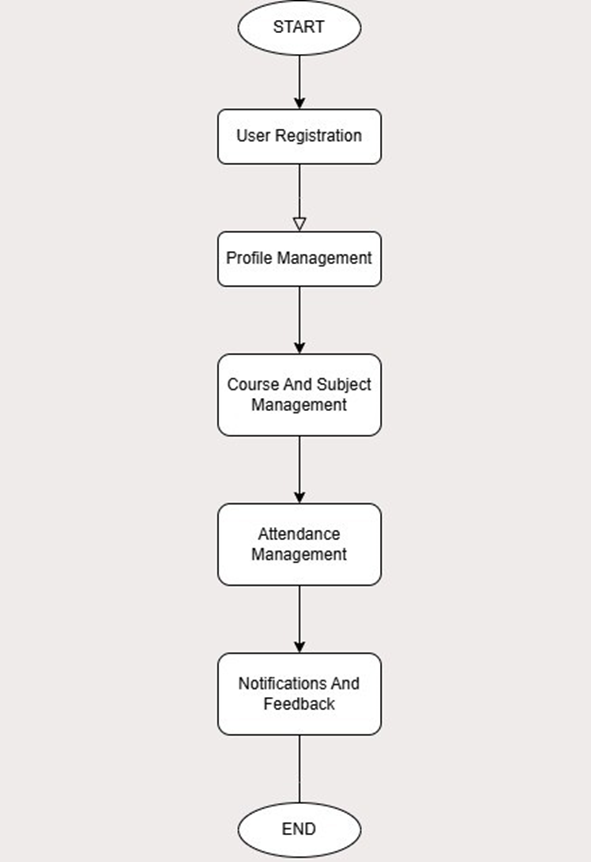 START
User Registration
Profile Management
Course And Subject
Management
Attendance
Management
Notifications And
Feedback
END